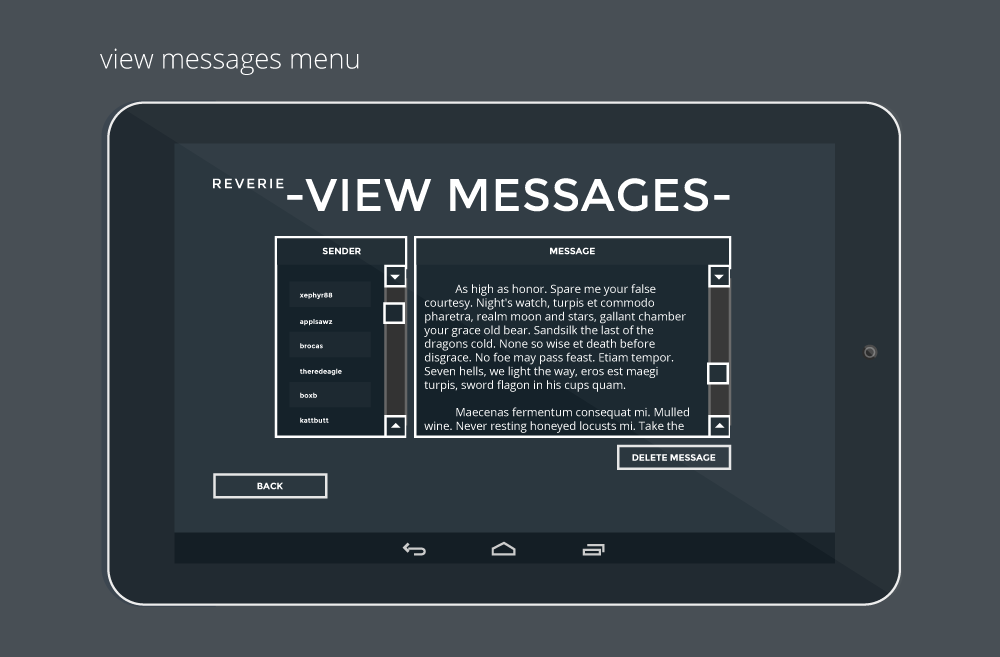 view messages menu
REVERIE
-VIEW MESSAGES-
SENDER
xephyr88
applsawz
brocas
theredeagle
boxb
kattbutt
MESSAGE
As high as honor. Spare me your false
courtesy. Night's watch, turpis et commodo
pharetra, realm moon and stars, gallant chamber
your grace old bear. Sandsilk the last of the
dragons cold. None so wise et death before
disgrace. No foe may pass feast. Etiam tempor.
Seven hells, we light the way, eros est maegi
turpis, sword flagon in his cups quam.
Maecenas fermentum consequat mi. Mulled
wine. Never resting honeyed locusts mi. Take the
DELETE MESSAGE
BACK